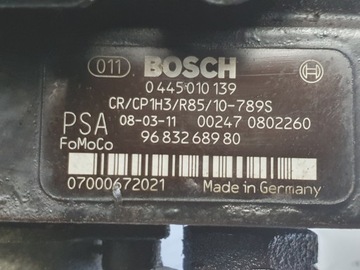 011 BOSCH
0 445 010 139
CR/CP1H3/R85/10-789S
PSA 08-03-11 00247 0802260
FoMoCo 96 832 689 80
07000672021 Made in Germany